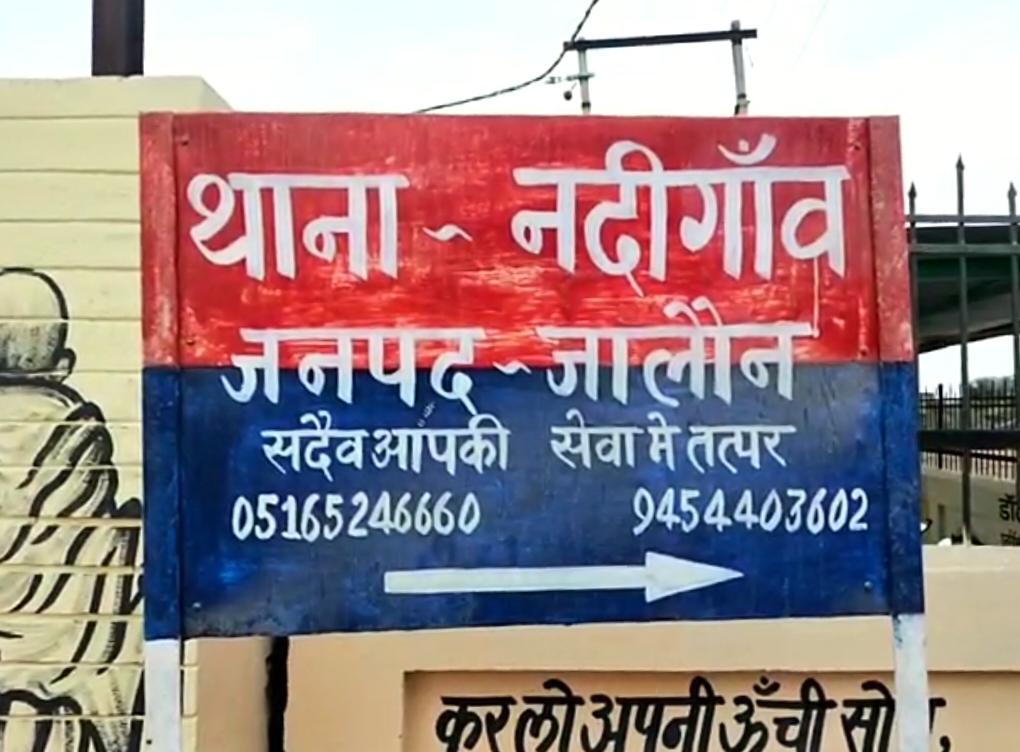 थाना ~ नदीगाँव
जनपद ~ जालौन
सदैव आपकी सेवा मे तत्पर
05165246660 9454403602
कर लो अपनी ऊँची